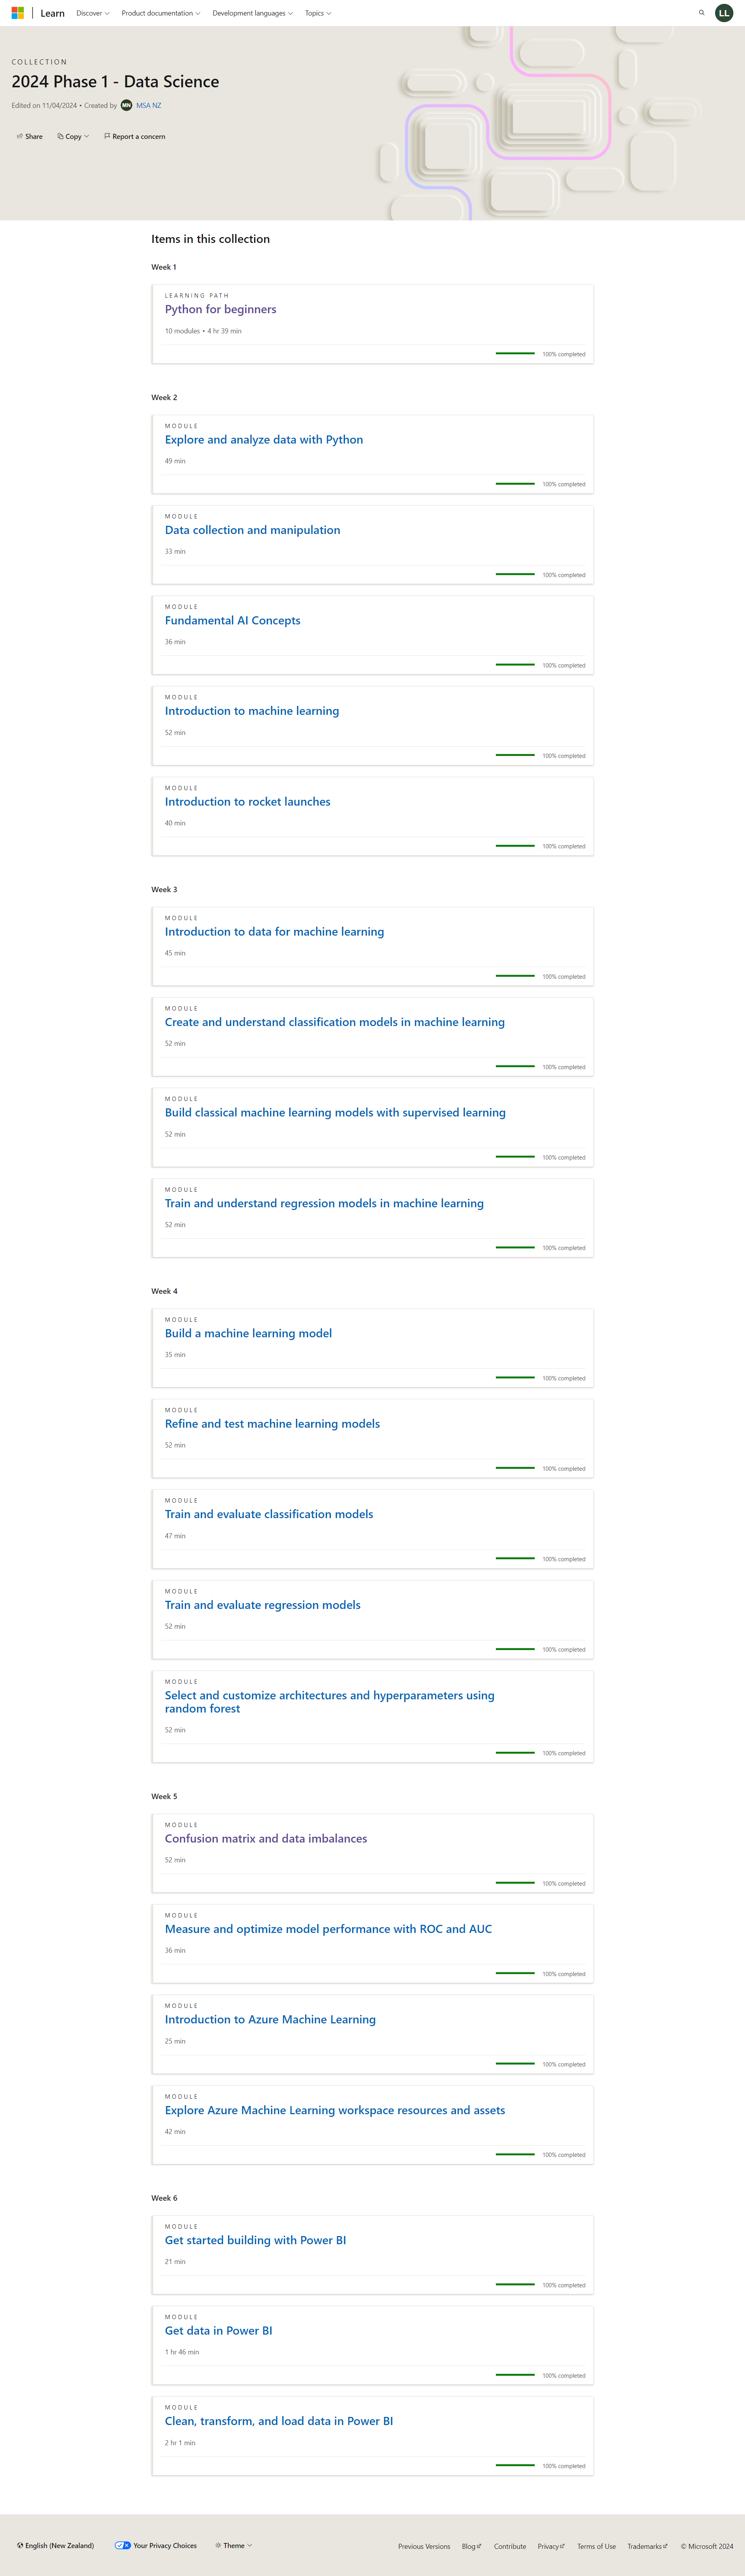 Learn Discover Product documentation Development languages Topics LL
COLLECTION
2024 Phase 1 - Data Science
Edited on 11/04/2024 • Created by MN MSA NZ
Share Copy Report a concern
Items in this collection
Week 1
LEARNING PATH
Python for beginners
10 modules • 4 hr 39 min
100% completed
Week 2
MODULE
Explore and analyze data with Python
49 min
100% completed
MODULE
Data collection and manipulation
33 min
100% completed
MODULE
Fundamental AI Concepts
36 min
100% completed
MODULE
Introduction to machine learning
52 min
100% completed
MODULE
Introduction to rocket launches
40 min
100% completed
Week 3
MODULE
Introduction to data for machine learning
45 min
100% completed
MODULE
Create and understand classification models in machine learning
52 min
100% completed
MODULE
Build classical machine learning models with supervised learning
52 min
100% completed
MODULE
Train and understand regression models in machine learning
52 min
100% completed
Week 4
MODULE
Build a machine learning model
35 min
100% completed
MODULE
Refine and test machine learning models
52 min
100% completed
MODULE
Train and evaluate classification models
47 min
100% completed
MODULE
Train and evaluate regression models
52 min
100% completed
MODULE
Select and customize architectures and hyperparameters using
random forest
52 min
100% completed
Week 5
MODULE
Confusion matrix and data imbalances
52 min
100% completed
MODULE
Measure and optimize model performance with ROC and AUC
36 min
100% completed
MODULE
Introduction to Azure Machine Learning
25 min
100% completed
MODULE
Explore Azure Machine Learning workspace resources and assets
42 min
100% completed
Week 6
MODULE
Get started building with Power BI
21 min
100% completed
MODULE
Get data in Power BI
1 hr 46 min
100% completed
MODULE
Clean, transform, and load data in Power BI
2 hr 1 min
100% completed
English (New Zealand) Your Privacy Choices Theme Previous Versions Blog Contribute Privacy Terms of Use Trademarks © Microsoft 2024